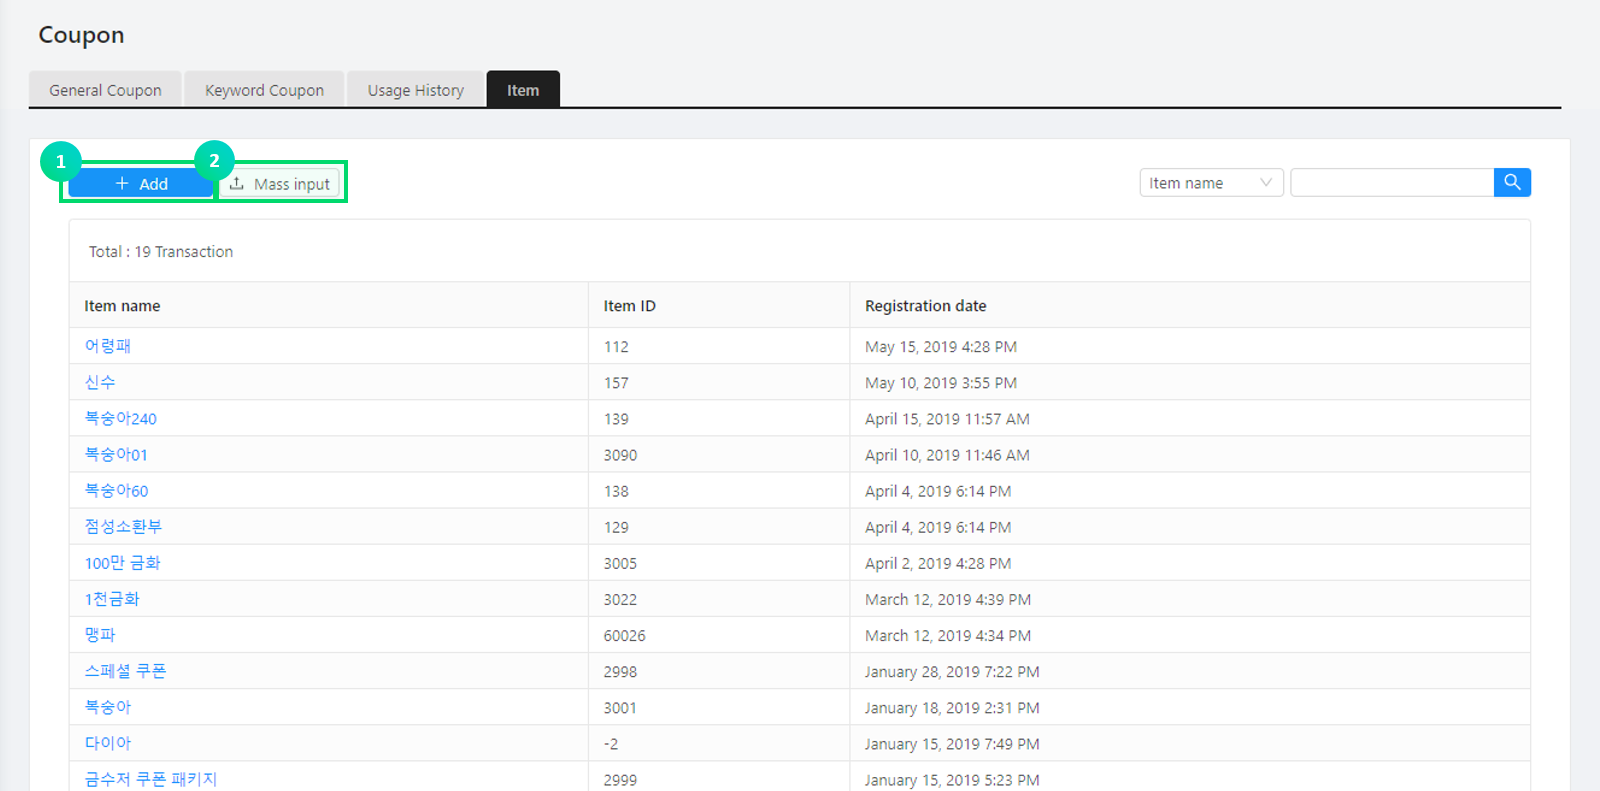 Coupon
General Coupon Keyword Coupon Usage History Item
1 2
Add Mass input Item name
Total : 19 Transaction
Item name Item ID Registration date
어령패 112 May 15, 2019 4:28 PM
신수 157 May 10, 2019 3:55 PM
복숭아240 139 April 15, 2019 11:57 AM
복숭아01 3090 April 10, 2019 11:46 AM
복숭아60 138 April 4, 2019 6:14 PM
점성소환부 129 April 4, 2019 6:14 PM
100만 금화 3005 April 2, 2019 4:28 PM
1천금화 3022 March 12, 2019 4:39 PM
맹파 60026 March 12, 2019 4:34 PM
스페셜 쿠폰 2998 January 28, 2019 7:22 PM
복숭아 3001 January 18, 2019 2:31 PM
다이아 -2 January 15, 2019 7:49 PM
금수저 쿠폰 패키지 2999 January 15, 2019 5:23 PM